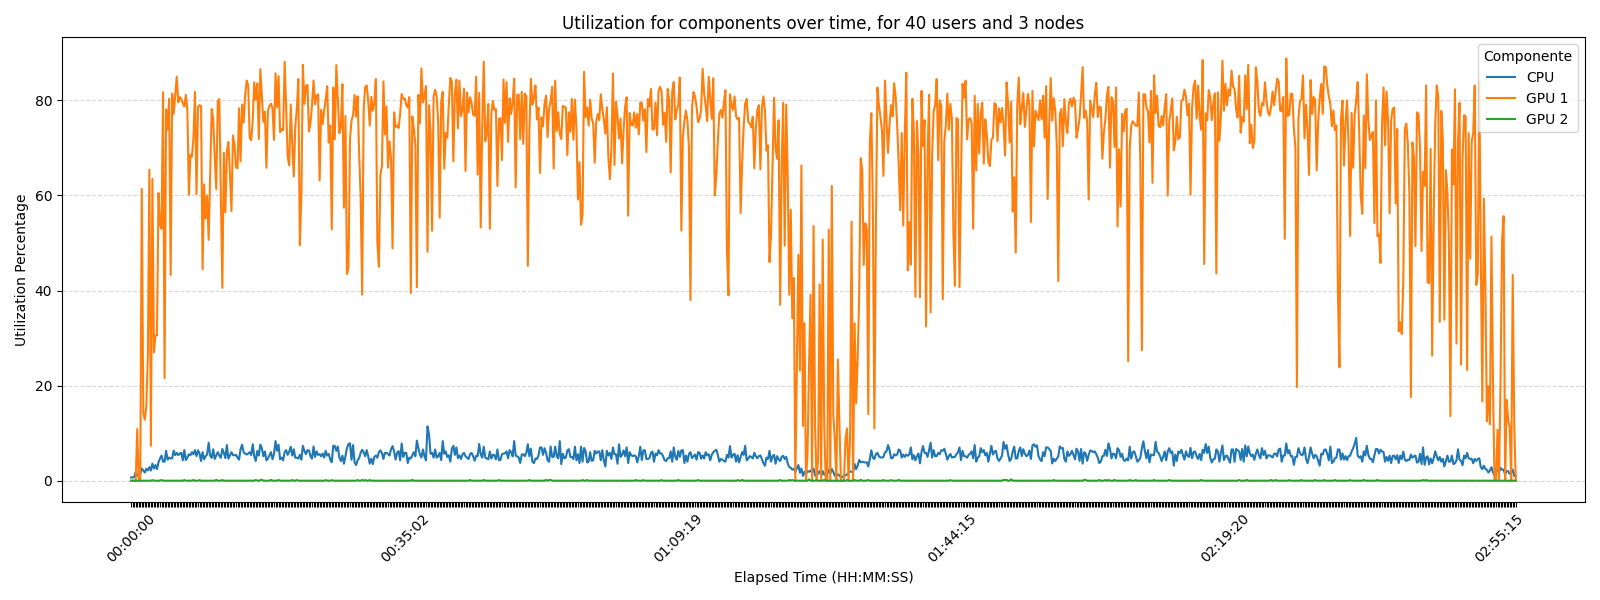 Utilization for components over time, for 40 users and 3 nodes
Utilization Percentage
80
60
40
20
0
Componente
CPU
GPU 1
GPU 2
00:00:00
00:35:02
01:09:19
01:44:15
02:19:20
02:55:15
Elapsed Time (HH:MM:SS)